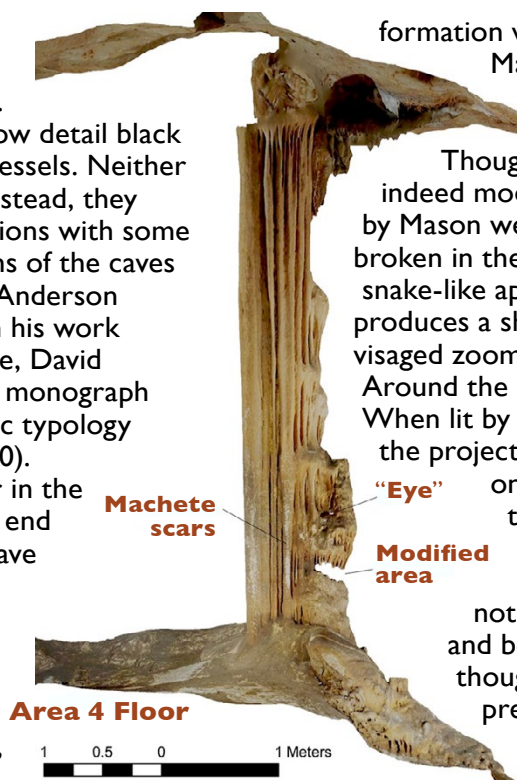 ow detail black
essels. Neither
stead, they
ions with some
ns of the caves
Anderson
n his work
e, David
monograph
c typology
0).
r in the
end
ave
Machete
scars
"Eye"
Modified
area
Area 4 Floor
1 0.5 0 1 Meters
formation
Ma
Thoug
indeed mod
by Mason we
broken in the
snake-like ap
produces a sh
visaged zoom
Around the
When lit by
the project
on
t
not
and b
thoug
pre